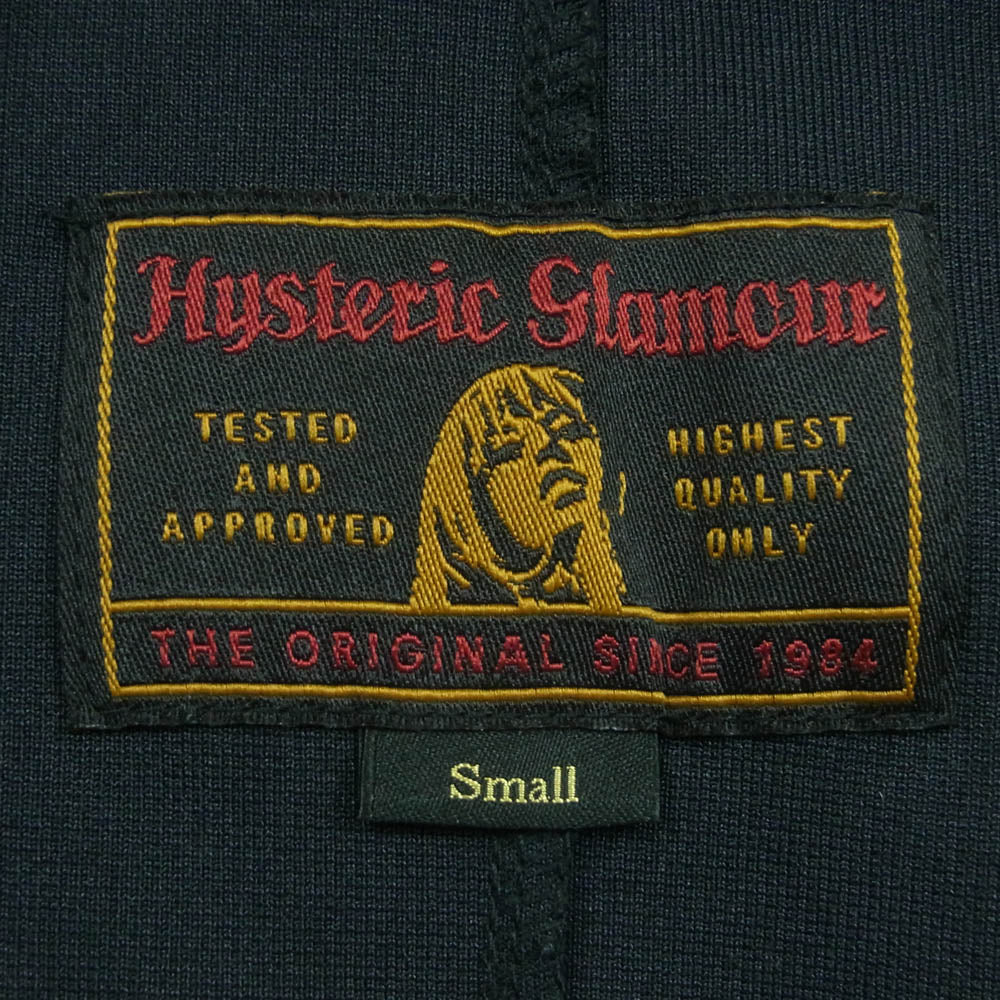 Hysteric Glamour
TESTED
AND
APPROVED
HIGHEST
QUALITY
ONLY
THE ORIGINAL SINCE 1984
Small